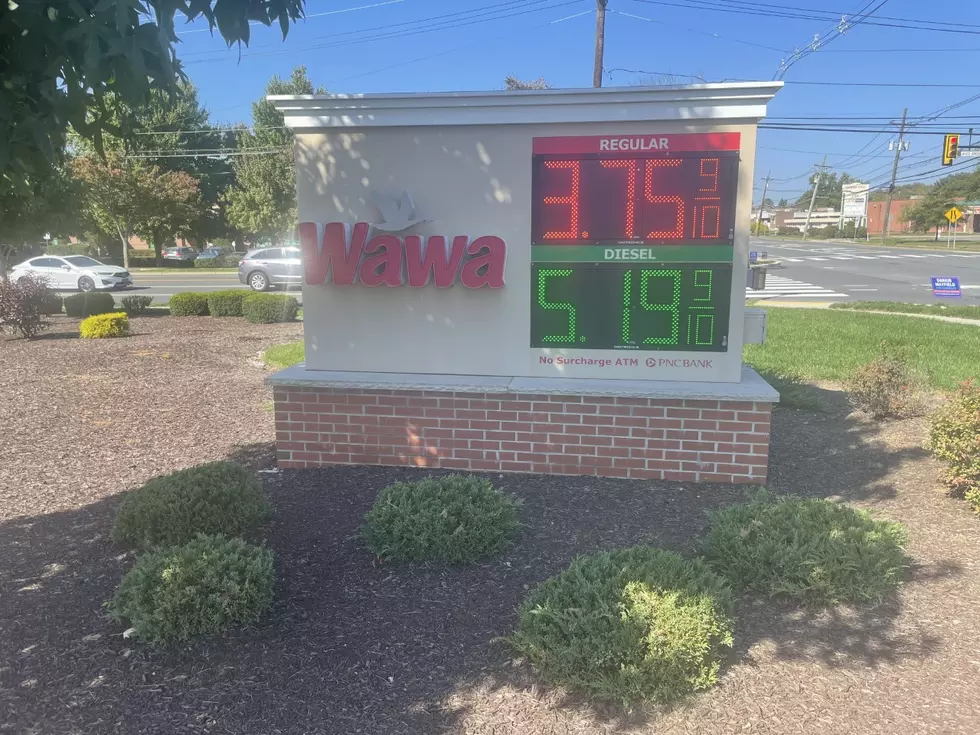 Wawa
REGULAR
3.75 9/10
DIESEL
5.19 9/10
No Surcharge ATM PNC BANK